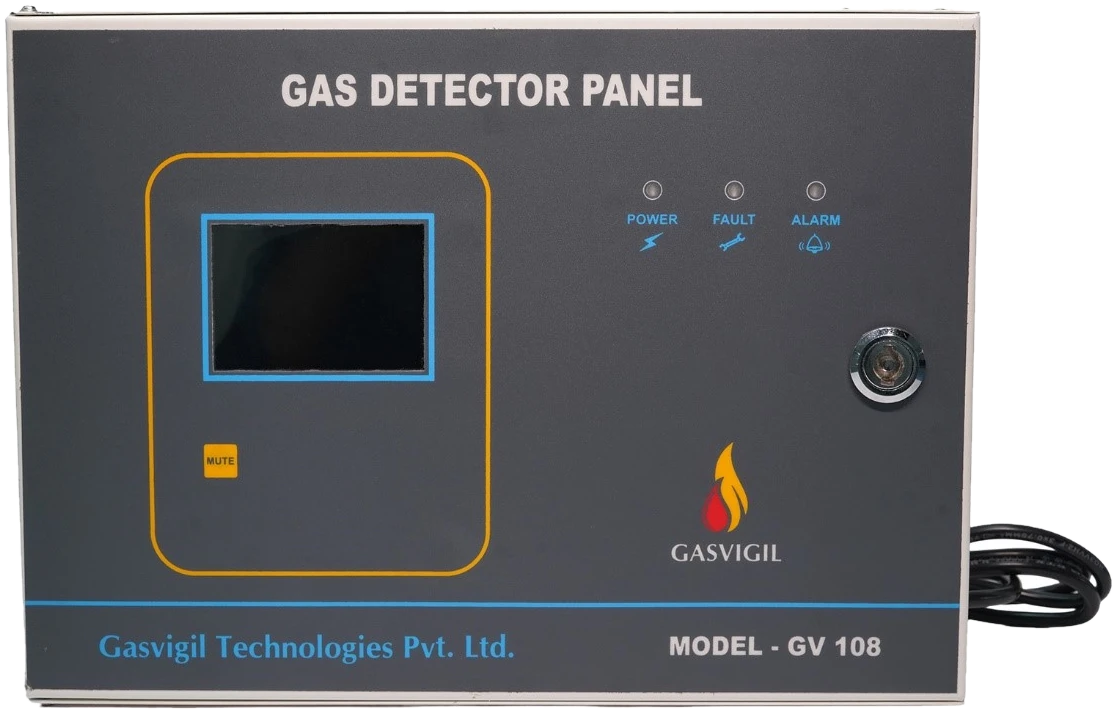 GAS DETECTOR PANEL
POWER FAULT ALARM
MUTE
GASVIGIL
Gasvigil Technologies Pvt. Ltd.
MODEL - GV 108